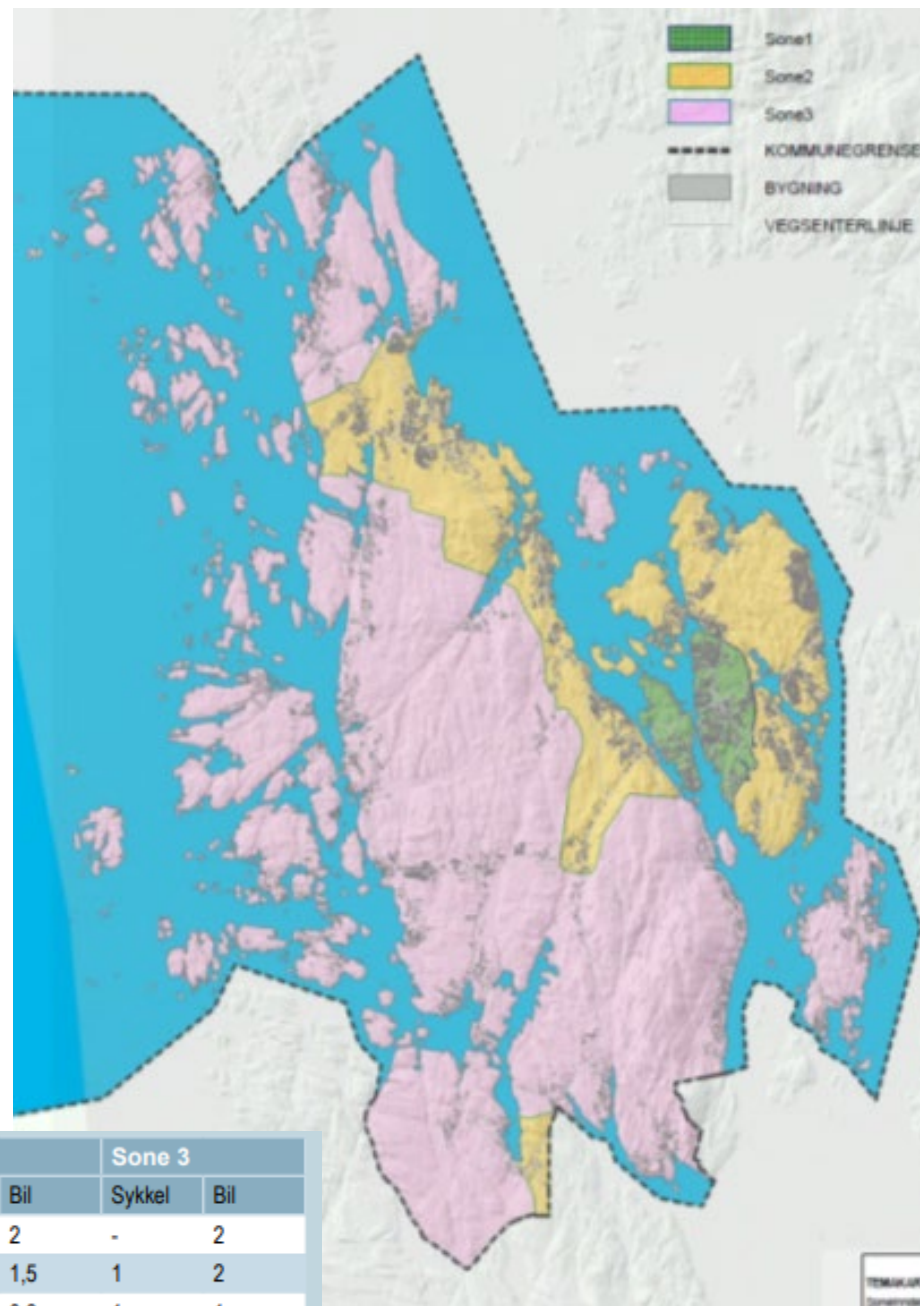 Sone1
Sone2
Sone3
KOMMUNEGRENSE
BYGNING
VEGSENTERLINJE
Sone 3
Bil Sykkel Bil
2 - 2
1,5 1 2